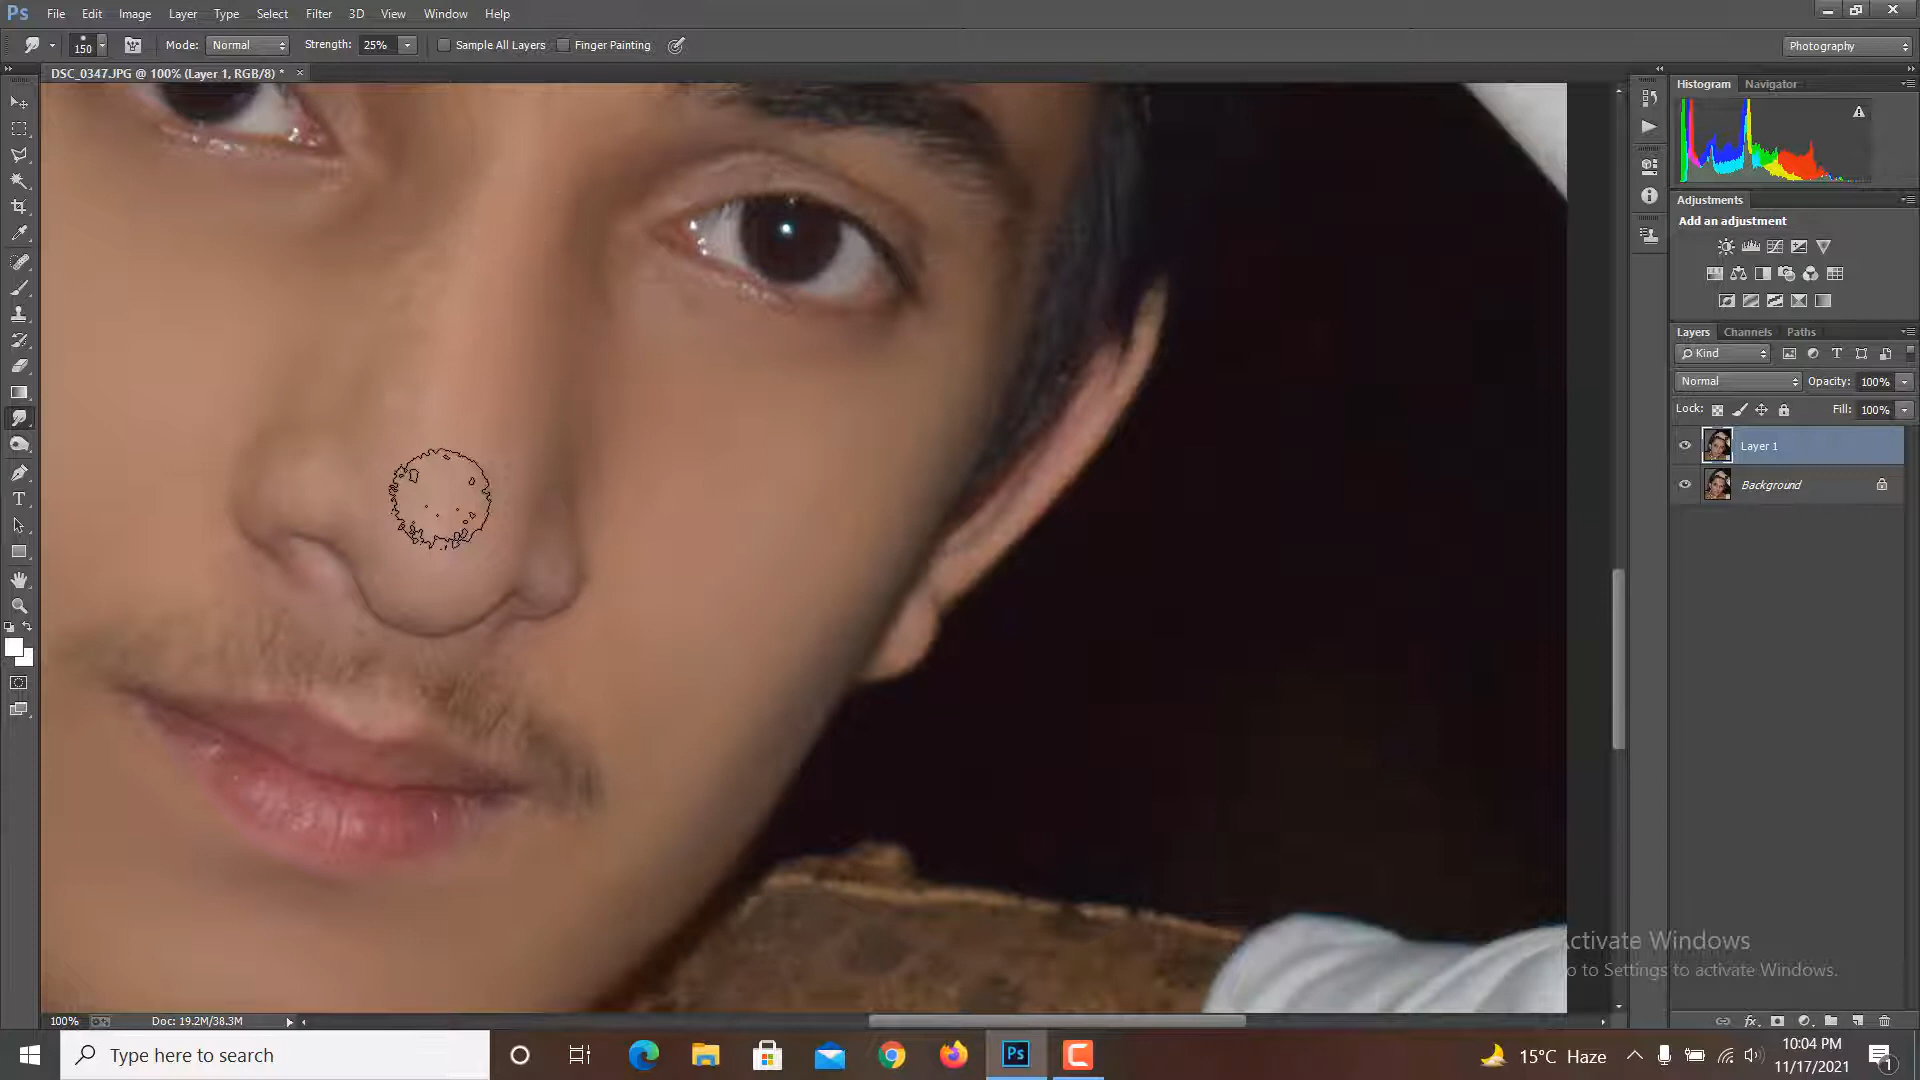 Ps File Edit Image Layer Type Select Filter 3D View Window Help
150 Mode: Normal Strength: 25% Sample All Layers Finger Painting Photography
DSC_0347.JPG @ 100% (Layer 1, RGB/8) * ×
Histogram Navigator
Adjustments
Add an adjustment
Layers Channels Paths
Kind
Normal Opacity: 100%
Lock: Fill: 100%
Layer 1
Background
Activate Windows
Go to Settings to activate Windows.
100% Doc: 19.2M/38.3M
Type here to search
Ps
15°C Haze
10:04 PM
11/17/2021
1